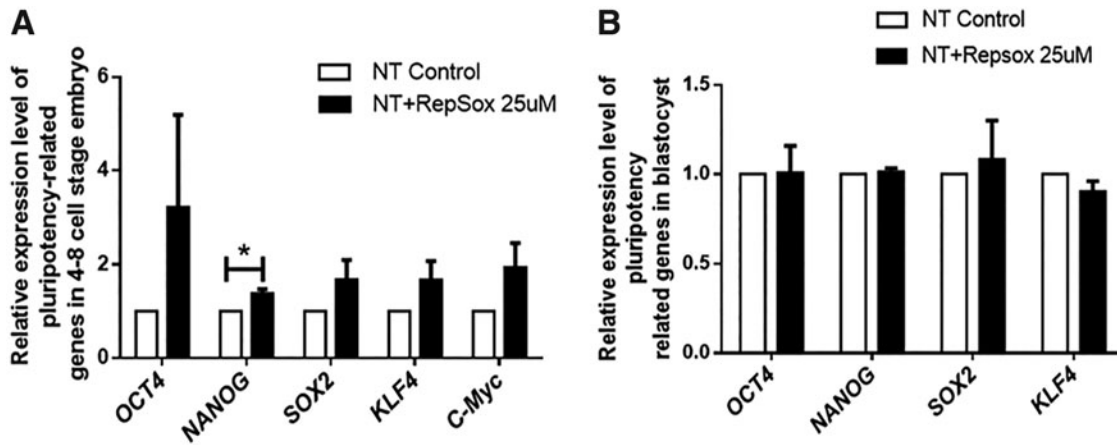 A
Relative expression level of
pluripotency-related
genes in 4-8 cell stage embryo
NT Control
NT+RepSox 25uM
6
4
2
0
*
OCT4
NANOG
SOX2
KLF4
C-Myc
B
Relative expression level of
pluripotency
related genes in blastocyst
NT Control
NT+Repsox 25uM
1.5
1.0
0.5
0.0
OCT4
NANOG
SOX2
KLF4